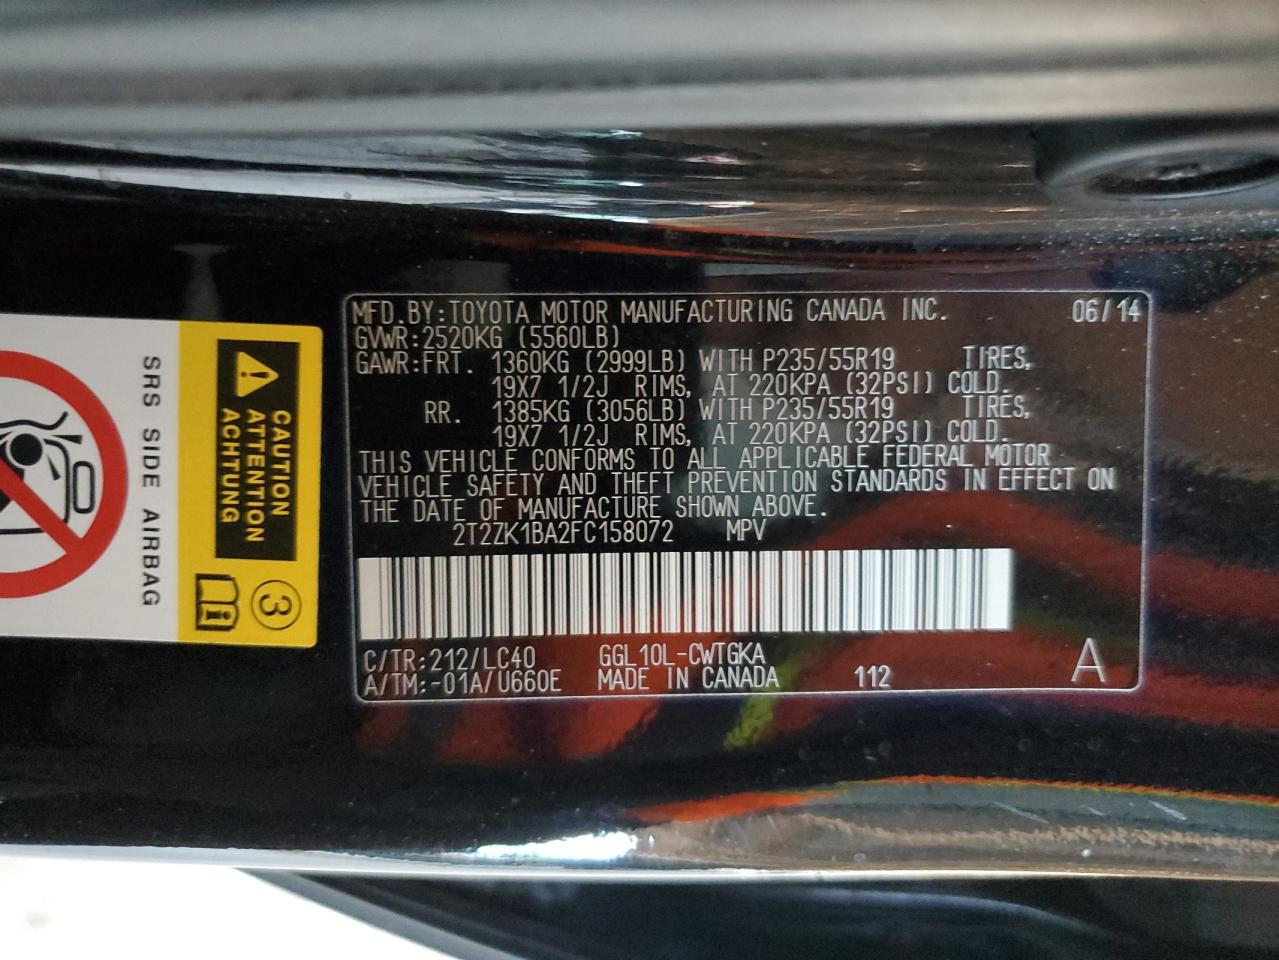 MFD.BY:TOYOTA MOTOR MANUFACTURING CANADA INC. 06/14
GVWR:2520KG (5560LB)
GAWR:FRT. 1360KG (2999LB) WITH P235/55R19 TIRES,
19X7 1/2J RIMS, AT 220KPA (32PSI) COLD.
RR. 1385KG (3056LB) WITH P235/55R19 TIRES,
19X7 1/2J RIMS, AT 220KPA (32PSI) COLD.
THIS VEHICLE CONFORMS TO ALL APPLICABLE FEDERAL MOTOR
VEHICLE SAFETY AND THEFT PREVENTION STANDARDS IN EFFECT ON
THE DATE OF MANUFACTURE SHOWN ABOVE.
2T2ZK1BA2FC158072 MPV
C/TR:212/LC40 GGL10L-CWTGKA
A/TM:-01A/U660E MADE IN CANADA 112 A
CAUTION
ATTENTION
ACHTUNG
3
i
SRS SIDE AIRBAG